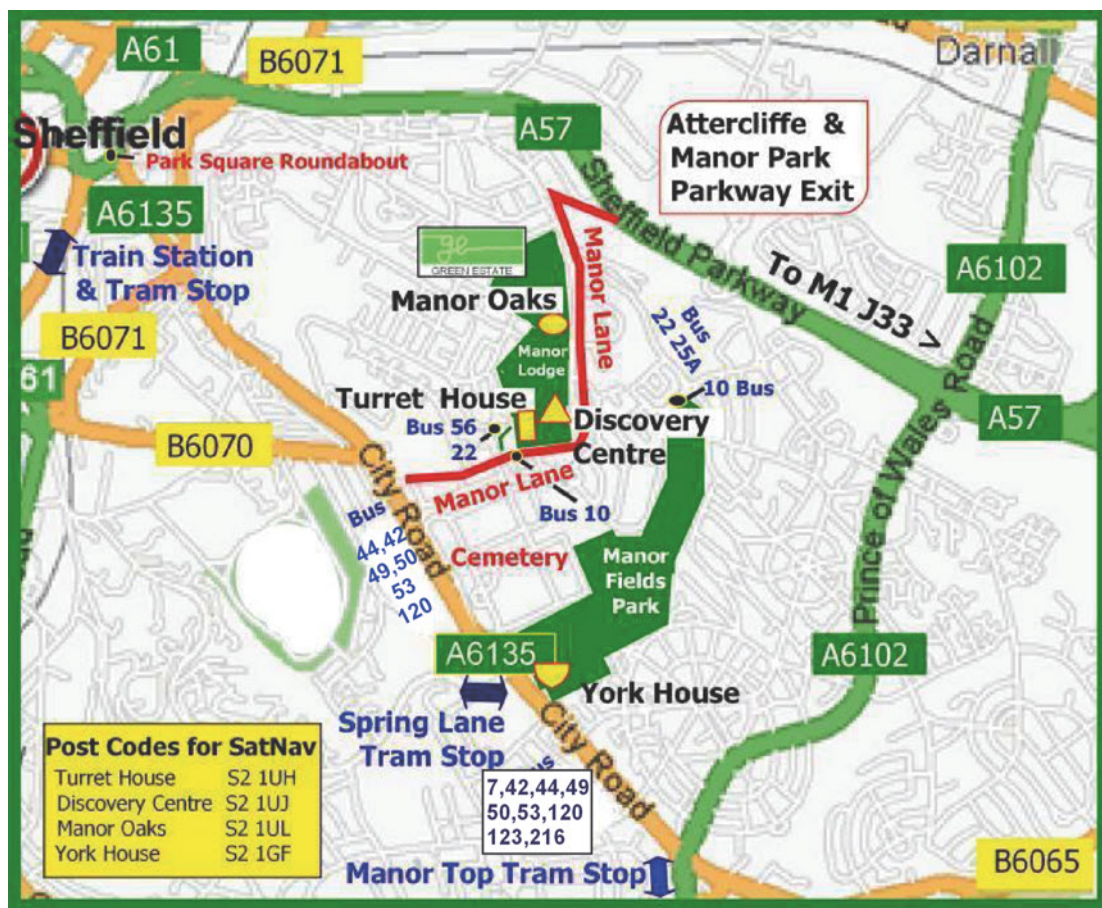 A61
B6071
Darnall
A57
Attercliffe &
Manor Park
Parkway Exit
Sheffield
Park Square Roundabout
A6135
Sheffield Parkway
Train Station
& Tram Stop
ge
GREEN ESTATE
Manor Lane
To M1 J33 >
A6102
Manor Oaks
B6071
Bus
22 25A
Manor
Lodge
61
Turret House
10 Bus
Prince of Wales Road
A57
Bus 56
22
Discovery
Centre
B6070
City Road
Manor Lane
Bus 10
Bus
44,42
49,50
53
120
Cemetery
Manor
Fields
Park
A6135
A6102
York House
Spring Lane
Tram Stop
City Road
Post Codes for SatNav
Turret House S2 1UH
Discovery Centre S2 1UJ
Manor Oaks S2 1UL
York House S2 1GF
7,42,44,49
50,53,120
123,216
Manor Top Tram Stop
B6065